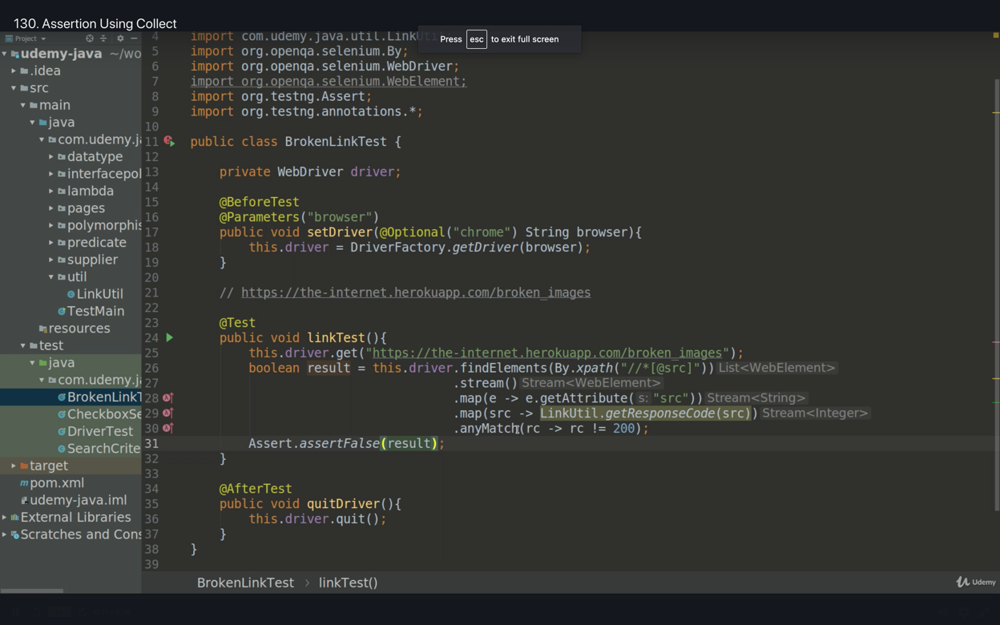 130. Assertion Using Collect
Press esc to exit full screen
Project
udemy-java ~/wo
.idea
src
main
java
com.udemy.ja
datatype
interfacepol
lambda
pages
polymorphis
predicate
supplier
util
LinkUtil
TestMain
resources
test
java
com.udemy.ja
BrokenLinkT
CheckboxSe
DriverTest
SearchCrite
target
pom.xml
udemy-java.iml
External Libraries
Scratches and Cons
4 import com.udemy.java.util.LinkUt
5 import org.openqa.selenium.By;
6 import org.openqa.selenium.WebDriver;
7 import org.openqa.selenium.WebElement;
8 import org.testng.Assert;
9 import org.testng.annotations.*;
10
11 public class BrokenLinkTest {
12
13 private WebDriver driver;
14
15 @BeforeTest
16 @Parameters("browser")
17 public void setDriver(@Optional("chrome") String browser){
18 this.driver = DriverFactory.getDriver(browser);
19 }
20
21 // https://the-internet.herokuapp.com/broken_images
22
23 @Test
24 public void linkTest(){
25 this.driver.get("https://the-internet.herokuapp.com/broken_images");
26 boolean result = this.driver.findElements(By.xpath("//*[@src]")) List<WebElement>
27 .stream() Stream<WebElement>
28 .map(e -> e.getAttribute( s: "src")) Stream<String>
29 .map(src -> LinkUtil.getResponseCode(src)) Stream<Integer>
30 .anyMatch(rc -> rc != 200);
31 Assert.assertFalse(result);
32 }
33
34 @AfterTest
35 public void quitDriver(){
36 this.driver.quit();
37 }
38 }
39
BrokenLinkTest › linkTest()
Udemy